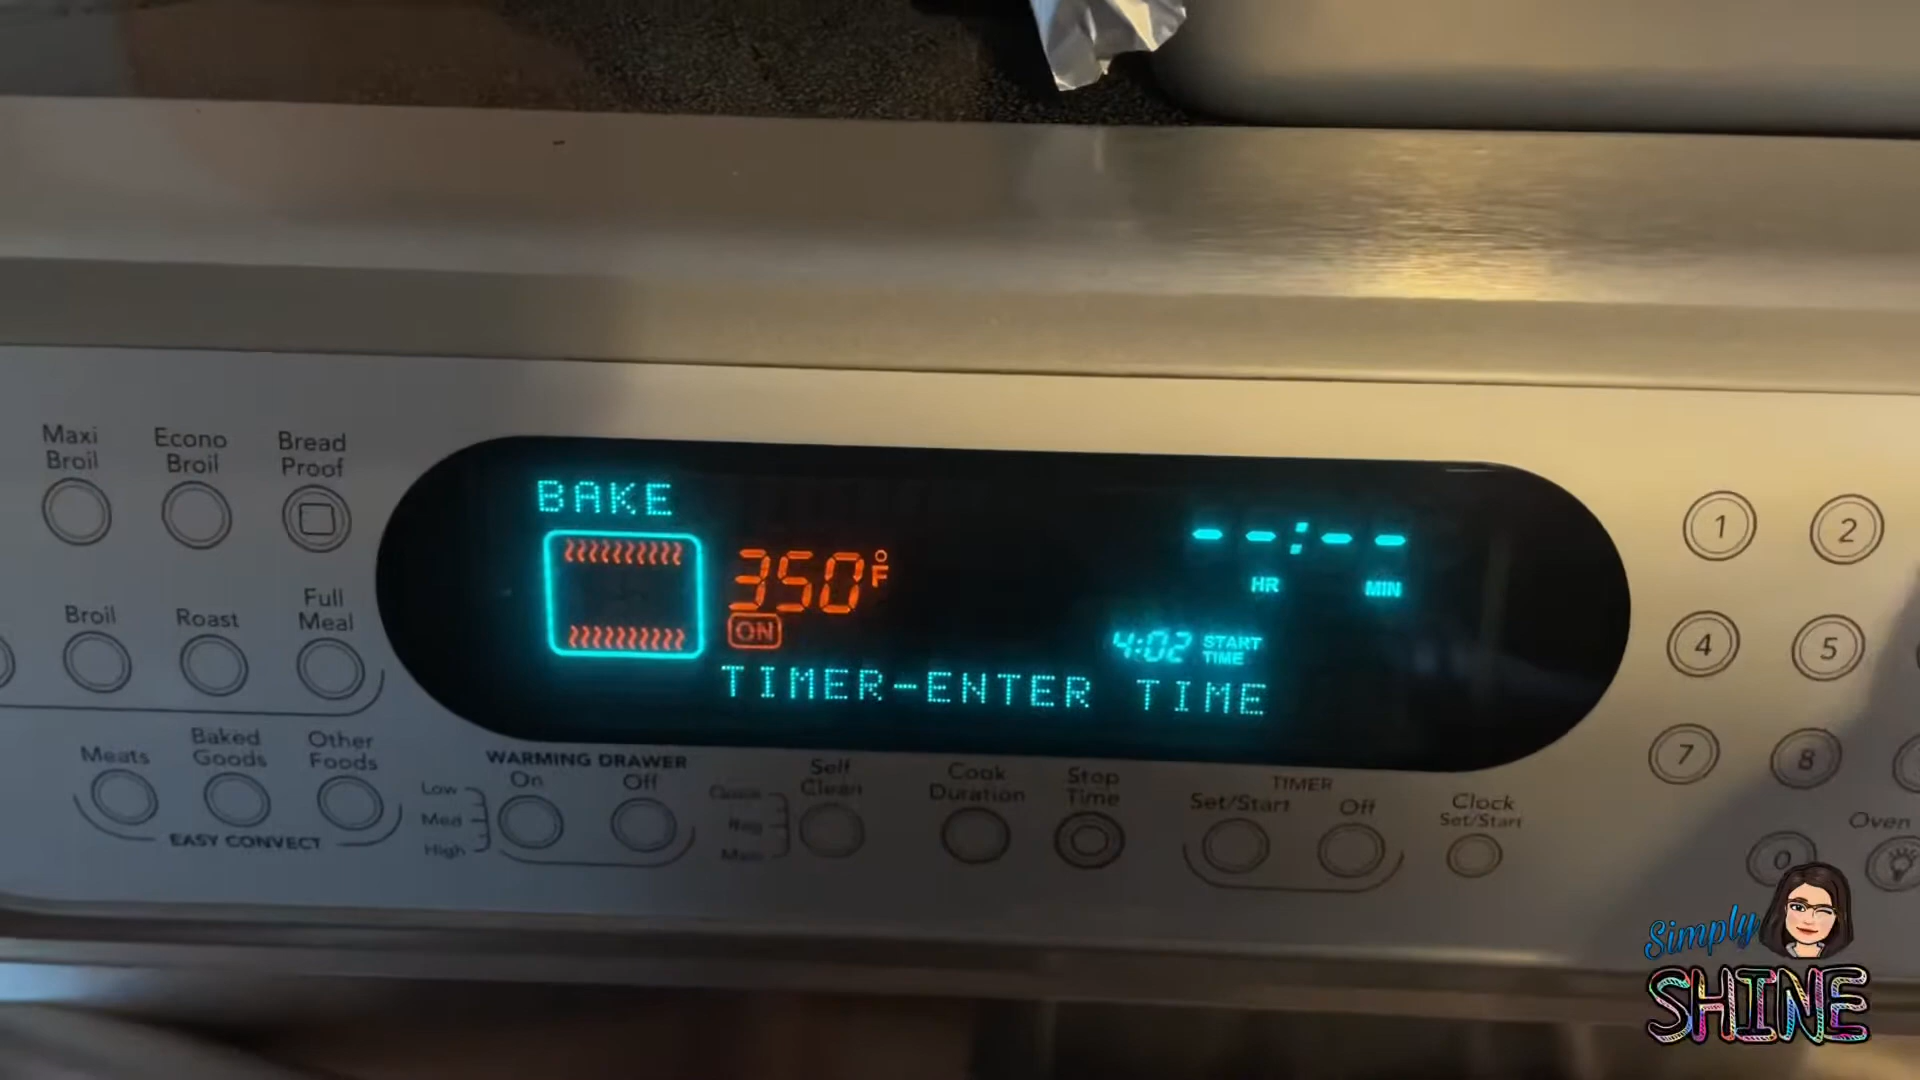 Maxi
Broil
Econo
Broil
Bread
Proof
Broil
Roast
Full
Meal
Meats
Baked
Goods
Other
Foods
EASY CONVECT
BAKE
350°F
ON
--:--
HR
MIN
4:02 START
TIME
TIMER-ENTER TIME
WARMING DRAWER
On
Off
Low
Med
High
Self
Clean
Cook
Duration
Stop
Time
TIMER
Set/Start
Off
Clock
Set/Start
1
2
4
5
7
8
0
Oven
Simply
SHINE